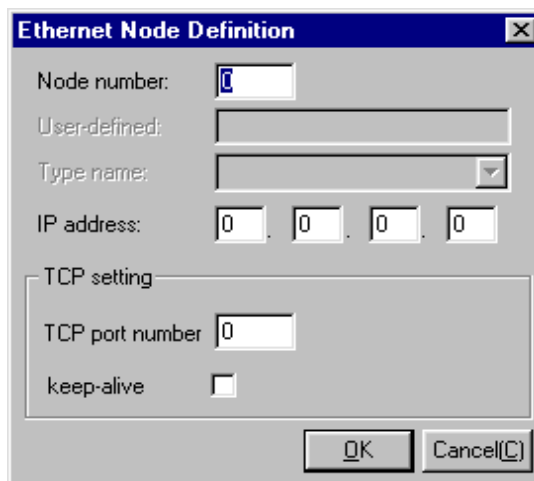 Ethernet Node Definition
Node number: 0
User-defined:
Type name:
IP address: 0 . 0 . 0 . 0
TCP setting
TCP port number 0
keep-alive
OK Cancel(C)